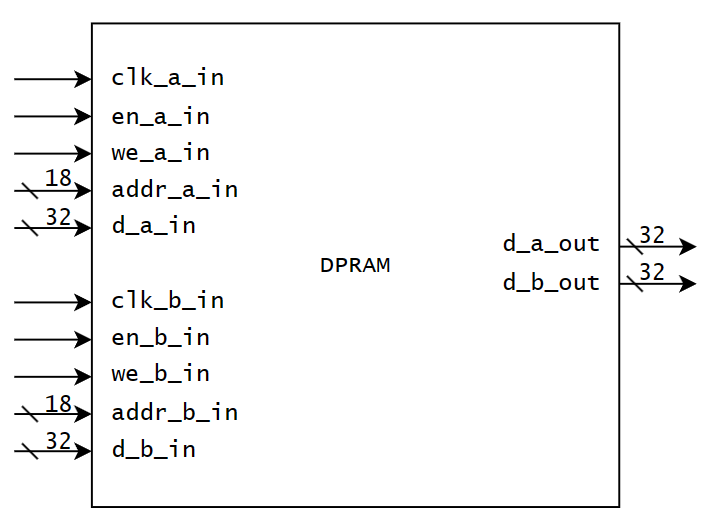 clk_a_in
en_a_in
we_a_in
18 addr_a_in
32 d_a_in
d_a_out 32
DPRAM
d_b_out 32
clk_b_in
en_b_in
we_b_in
18 addr_b_in
32 d_b_in